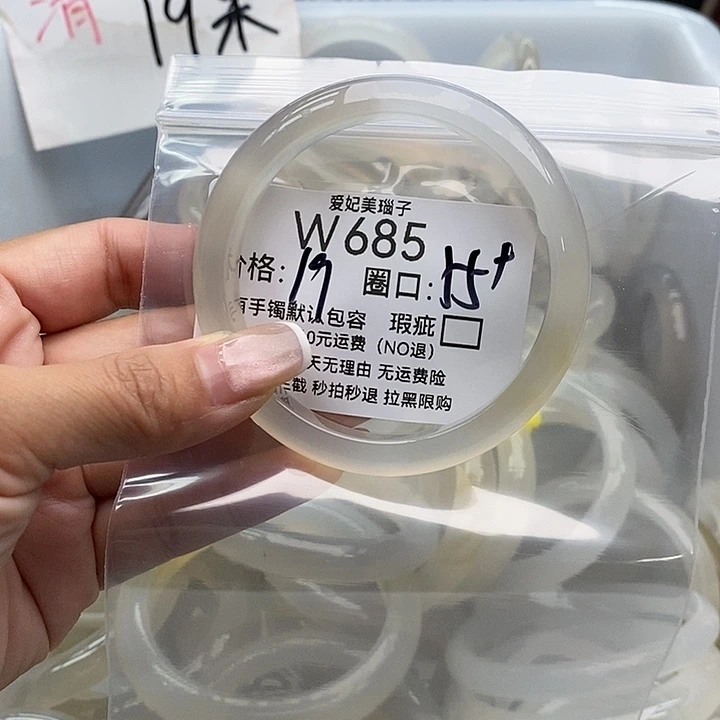 清 19米
爱妃美瑙子
W685
价格:19 圈口:55+
有手镯默认包容 瑕疵
0元运费 (NO退)
天无理由 无运费险
截 秒拍秒退 拉黑限购